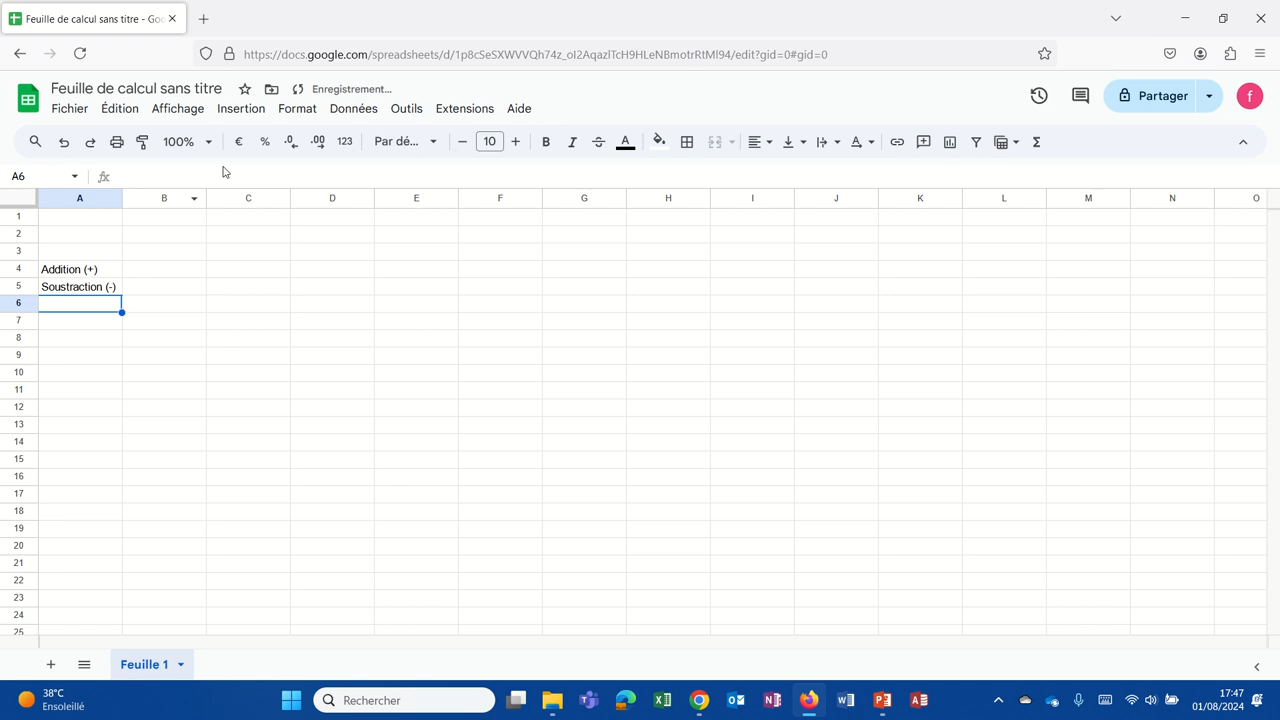 Feuille de calcul sans titre - Goo
https://docs.google.com/spreadsheets/d/1p8cSeSXWVVQh74z_oI2AqazlTcH9HLeNBmotrRtMl94/edit?gid=0#gid=0
Feuille de calcul sans titre Enregistrement... Partager f
Fichier Édition Affichage Insertion Format Données Outils Extensions Aide
100% € % .0 .00 123 Par dé... − 10 + B I S A Σ
A6 fx
A B C D E F G H I J K L M N O
1
2
3
4 Addition (+)
5 Soustraction (-)
6
7
8
9
10
11
12
13
14
15
16
17
18
19
20
21
22
23
24
25
+ Feuille 1
38°C
Ensoleillé
Rechercher
17:47
01/08/2024